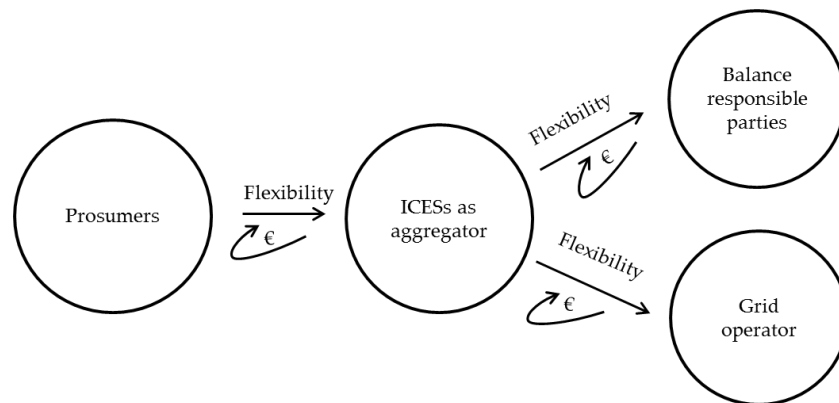 Prosumers
Flexibility
€
ICESs as
aggregator
Flexibility
€
Balance
responsible
parties
Flexibility
€
Grid
operator